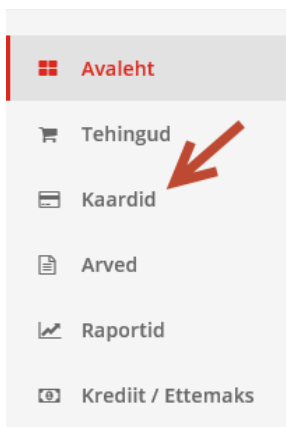 Avaleht
Tehingud
Kaardid
Arved
Raportid
Krediit / Ettemaks